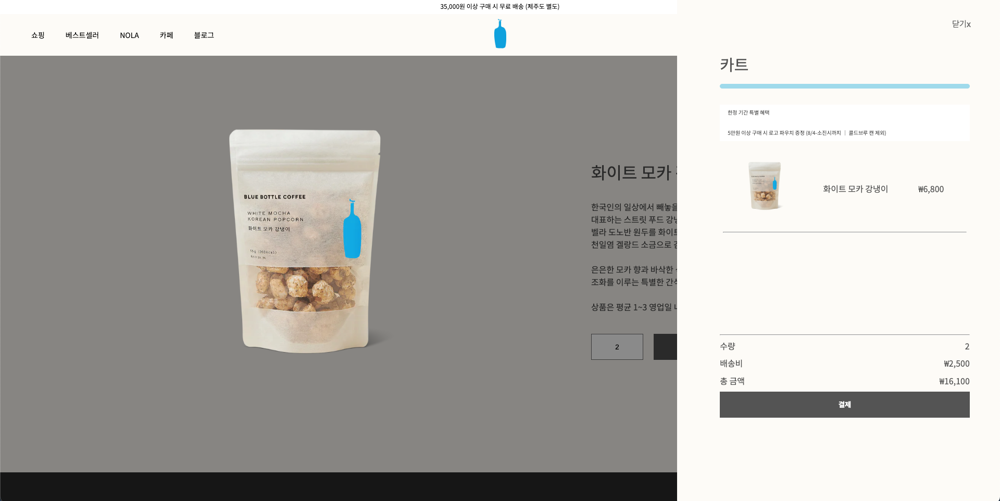 35,000원 이상 구매 시 무료 배송 (제주도 별도)
쇼핑 베스트셀러 NOLA 카페 블로그
BLUE BOTTLE COFFEE
WHITE MOCHA
KOREAN POPCORN
화이트 모카 강냉이
55g (260kcal)
화이트 모카
한국인의 일상에서 빼놓을
대표하는 스트릿 푸드 강냉
벨라 도노반 원두를 화이트
천일염 겔랑드 소금으로
은은한 모카 향과 바삭한
조화를 이루는 특별한 간식
상품은 평균 1~3 영업일
2
닫기x
카트
한정 기간 특별 혜택
5만원 이상 구매 시 로고 파우치 증정 (8/4-소진시까지 | 콜드브루 캔 제외)
화이트 모카 강냉이 ₩6,800
수량 2
배송비 ₩2,500
총 금액 ₩16,100
결제